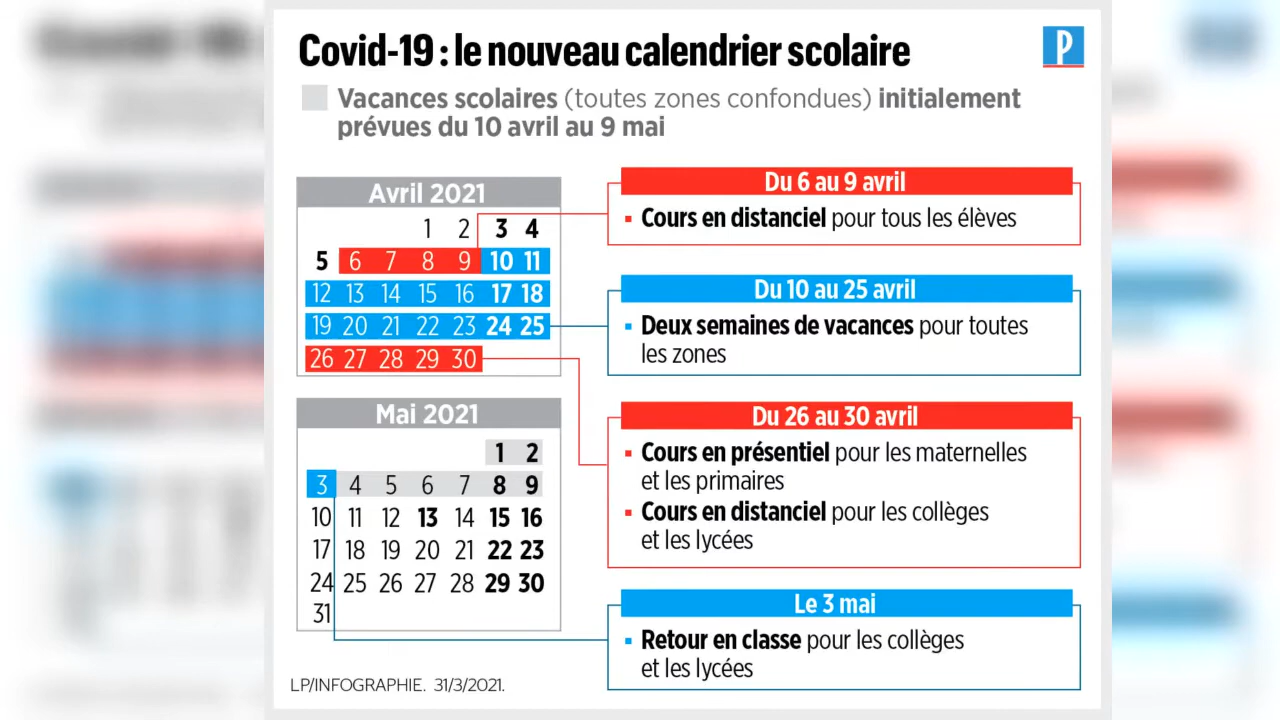 Covid-19 : le nouveau calendrier scolaire
P
Vacances scolaires (toutes zones confondues) initialement
prévues du 10 avril au 9 mai
Avril 2021
1 2 3 4
5 6 7 8 9 10 11
12 13 14 15 16 17 18
19 20 21 22 23 24 25
26 27 28 29 30
Mai 2021
1 2
3 4 5 6 7 8 9
10 11 12 13 14 15 16
17 18 19 20 21 22 23
24 25 26 27 28 29 30
31
Du 6 au 9 avril
Cours en distanciel pour tous les élèves
Du 10 au 25 avril
Deux semaines de vacances pour toutes
les zones
Du 26 au 30 avril
Cours en présentiel pour les maternelles
et les primaires
Cours en distanciel pour les collèges
et les lycées
Le 3 mai
Retour en classe pour les collèges
et les lycées
LP/INFOGRAPHIE. 31/3/2021.